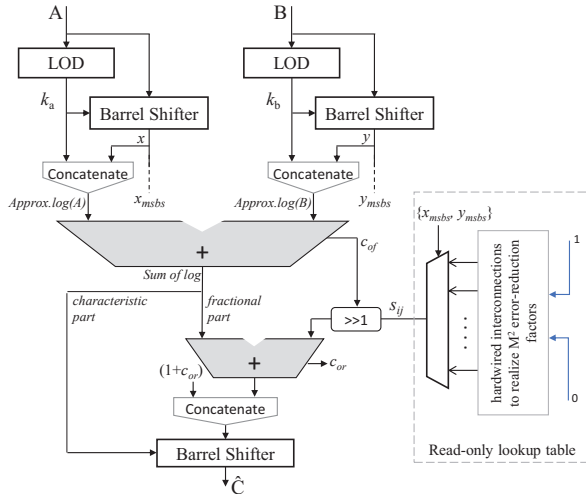 A
B
LOD
LOD
kₐ
k_b
Barrel Shifter
Barrel Shifter
x
y
Concatenate
Concatenate
Approx.log(A)
x_msbs
Approx.log(B)
y_msbs
{x_msbs, y_msbs}
+
c_of
Sum of log
characteristic part
fractional part
>>1
s_ij
hardwired interconnections to realize M² error-reduction factors
1
0
+
c_or
(1+c_or)
Concatenate
Barrel Shifter
Read-only lookup table
Ĉ